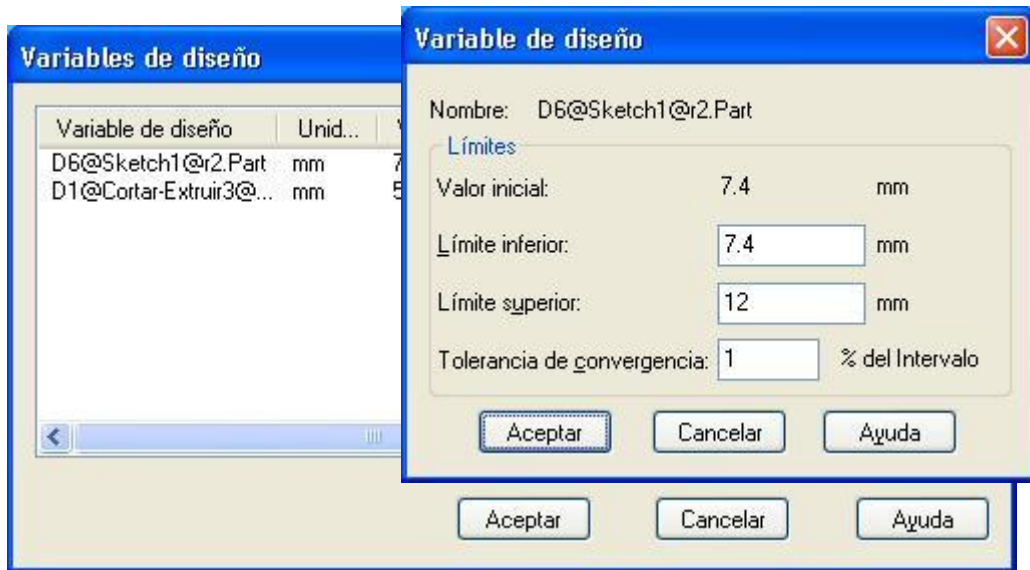 Variables de diseño
Variable de diseño Unid...
D6@Sketch1@r2.Part mm 7
D1@Cortar-Extruir3@... mm 5
Aceptar Cancelar Ayuda
Variable de diseño
Nombre: D6@Sketch1@r2.Part
Límites
Valor inicial: 7.4 mm
Límite inferior: 7.4 mm
Límite superior: 12 mm
Tolerancia de convergencia: 1 % del Intervalo
Aceptar Cancelar Ayuda